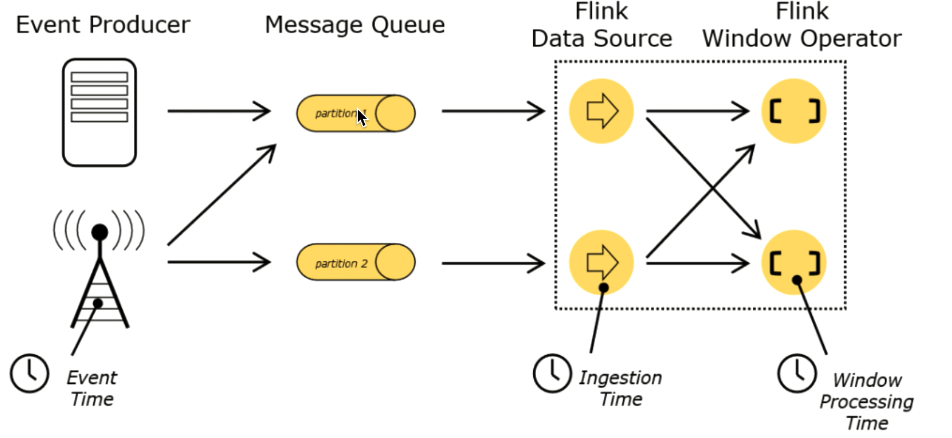 Event Producer
Message Queue
Flink
Data Source
Flink
Window Operator
partition 1
partition 2
Event
Time
Ingestion
Time
Window
Processing
Time